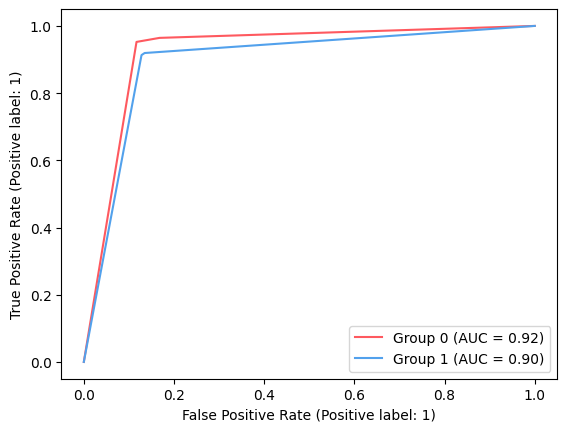 1.0
0.8
0.6
0.4
0.2
0.0
True Positive Rate (Positive label: 1)
Group 0 (AUC = 0.92)
Group 1 (AUC = 0.90)
0.0 0.2 0.4 0.6 0.8 1.0
False Positive Rate (Positive label: 1)